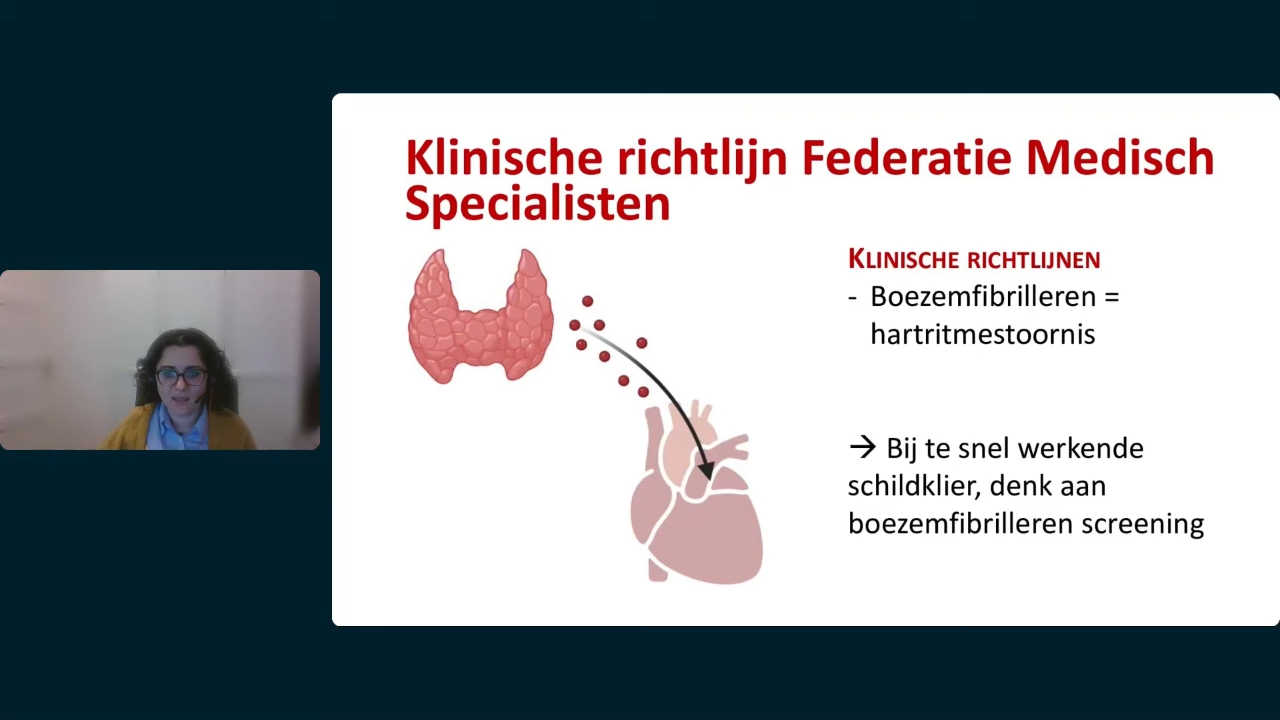 Klinische richtlijn Federatie Medisch
Specialisten
KLINISCHE RICHTLIJNEN
- Boezemfibrilleren =
hartritmestoornis
→ Bij te snel werkende
schildklier, denk aan
boezemfibrilleren screening